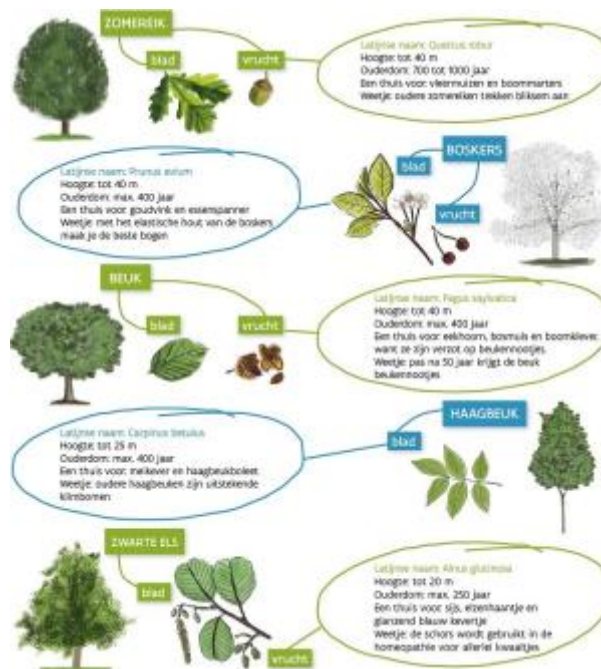 ZOMEREIK
blad
vrucht
Latijnse naam: Quercus robur
Hoogte: tot 40 m
Ouderdom: 700 tot 1000 jaar
Een thuis voor: vleermuizen en boommarters
Weetje: oudere zomereiken trekken bliksem aan
BOSKERS
blad
vrucht
Latijnse naam: Prunus avium
Hoogte: tot 40 m
Ouderdom: max. 400 jaar
Een thuis voor: goudvink en essenspanner
Weetje: met het elastische hout van de boskers
maak je de beste bogen
BEUK
blad
vrucht
Latijnse naam: Fagus saylvatica
Hoogte: tot 40 m
Ouderdom: max. 400 jaar
Een thuis voor: eekhoorn, bosmuis en boomklever,
want ze zijn verzot op beukennootjes.
Weetje: pas na 50 jaar krijgt de beuk
beukennootjes
HAAGBEUK
blad
Latijnse naam: Carpinus betulus
Hoogte: tot 25 m
Ouderdom: max. 400 jaar
Een thuis voor: meikever en haagbeukboleet
Weetje: oudere haagbeuken zijn uitstekende
klimbomen
ZWARTE ELS
blad
vrucht
Latijnse naam: Alnus glutinosa
Hoogte: tot 20 m
Ouderdom: max. 250 jaar
Een thuis voor: sijs, elzenhaantje en
glanzend blauw kevertje
Weetje: de schors wordt gebruikt in de
homeopathie voor allerlei kwaaltjes